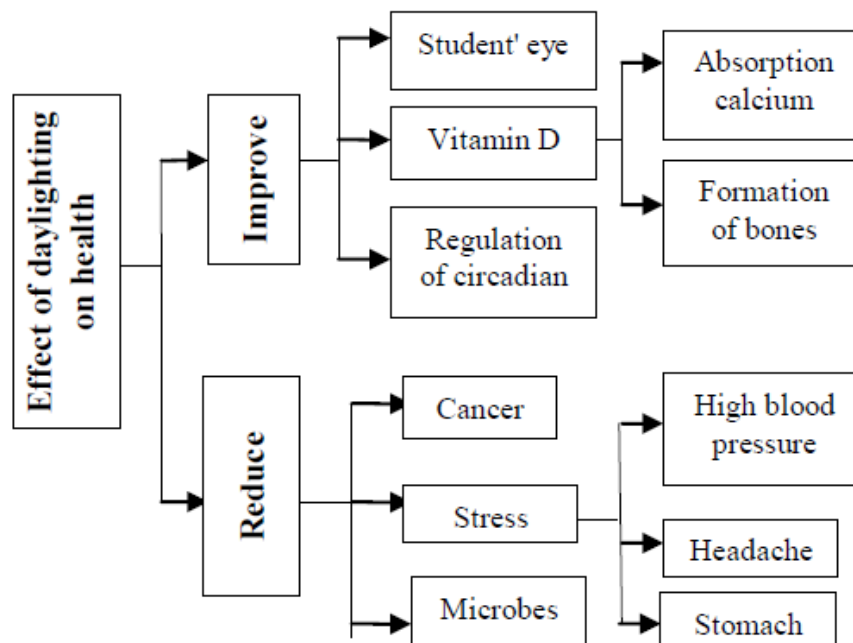 Effect of daylighting
on health
Improve
Student' eye
Vitamin D
Absorption
calcium
Formation
of bones
Regulation
of circadian
Reduce
Cancer
Stress
High blood
pressure
Headache
Stomach
Microbes